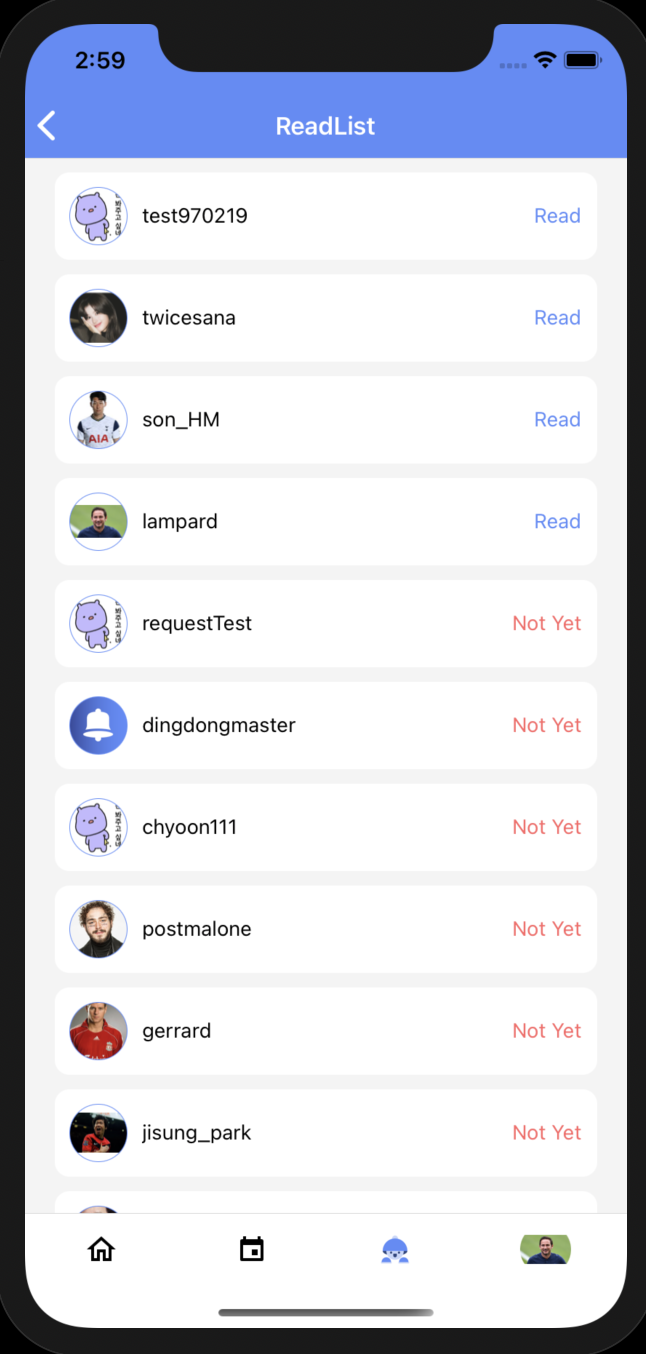 2:59
ReadList
test970219
Read
twicesana
Read
son_HM
Read
AIA
lampard
Read
requestTest
Not Yet
dingdongmaster
Not Yet
chyoon111
Not Yet
postmalone
Not Yet
gerrard
Not Yet
jisung_park
Not Yet